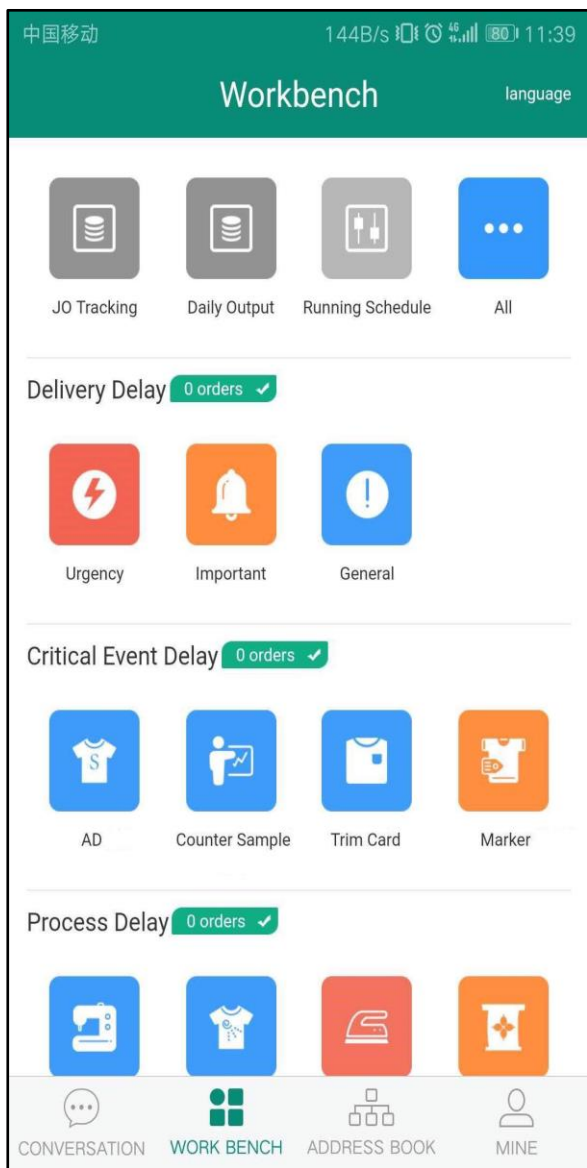 中国移动 144B/s 4G 80 11:39
Workbench language
JO Tracking Daily Output Running Schedule All
Delivery Delay 0 orders
Urgency Important General
Critical Event Delay 0 orders
S
AD Counter Sample Trim Card Marker
Process Delay 0 orders
CONVERSATION WORK BENCH ADDRESS BOOK MINE